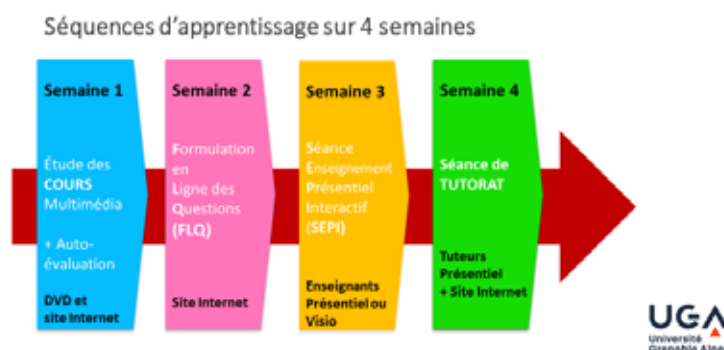 Séquences d'apprentissage sur 4 semaines
Semaine 1
Étude des
COURS
Multimédia
+ Auto-
évaluation
DVD et
site Internet
Semaine 2
Formulation
en
Ligne des
Questions
(FLQ)
Site Internet
Semaine 3
Séance
Enseignement
Présentiel
Interactif
(SEPI)
Enseignants
Présentiel ou
Visio
Semaine 4
Séance de
TUTORAT
Tuteurs
Présentiel
+ Site Internet
UGA
Université
Grenoble Alpes